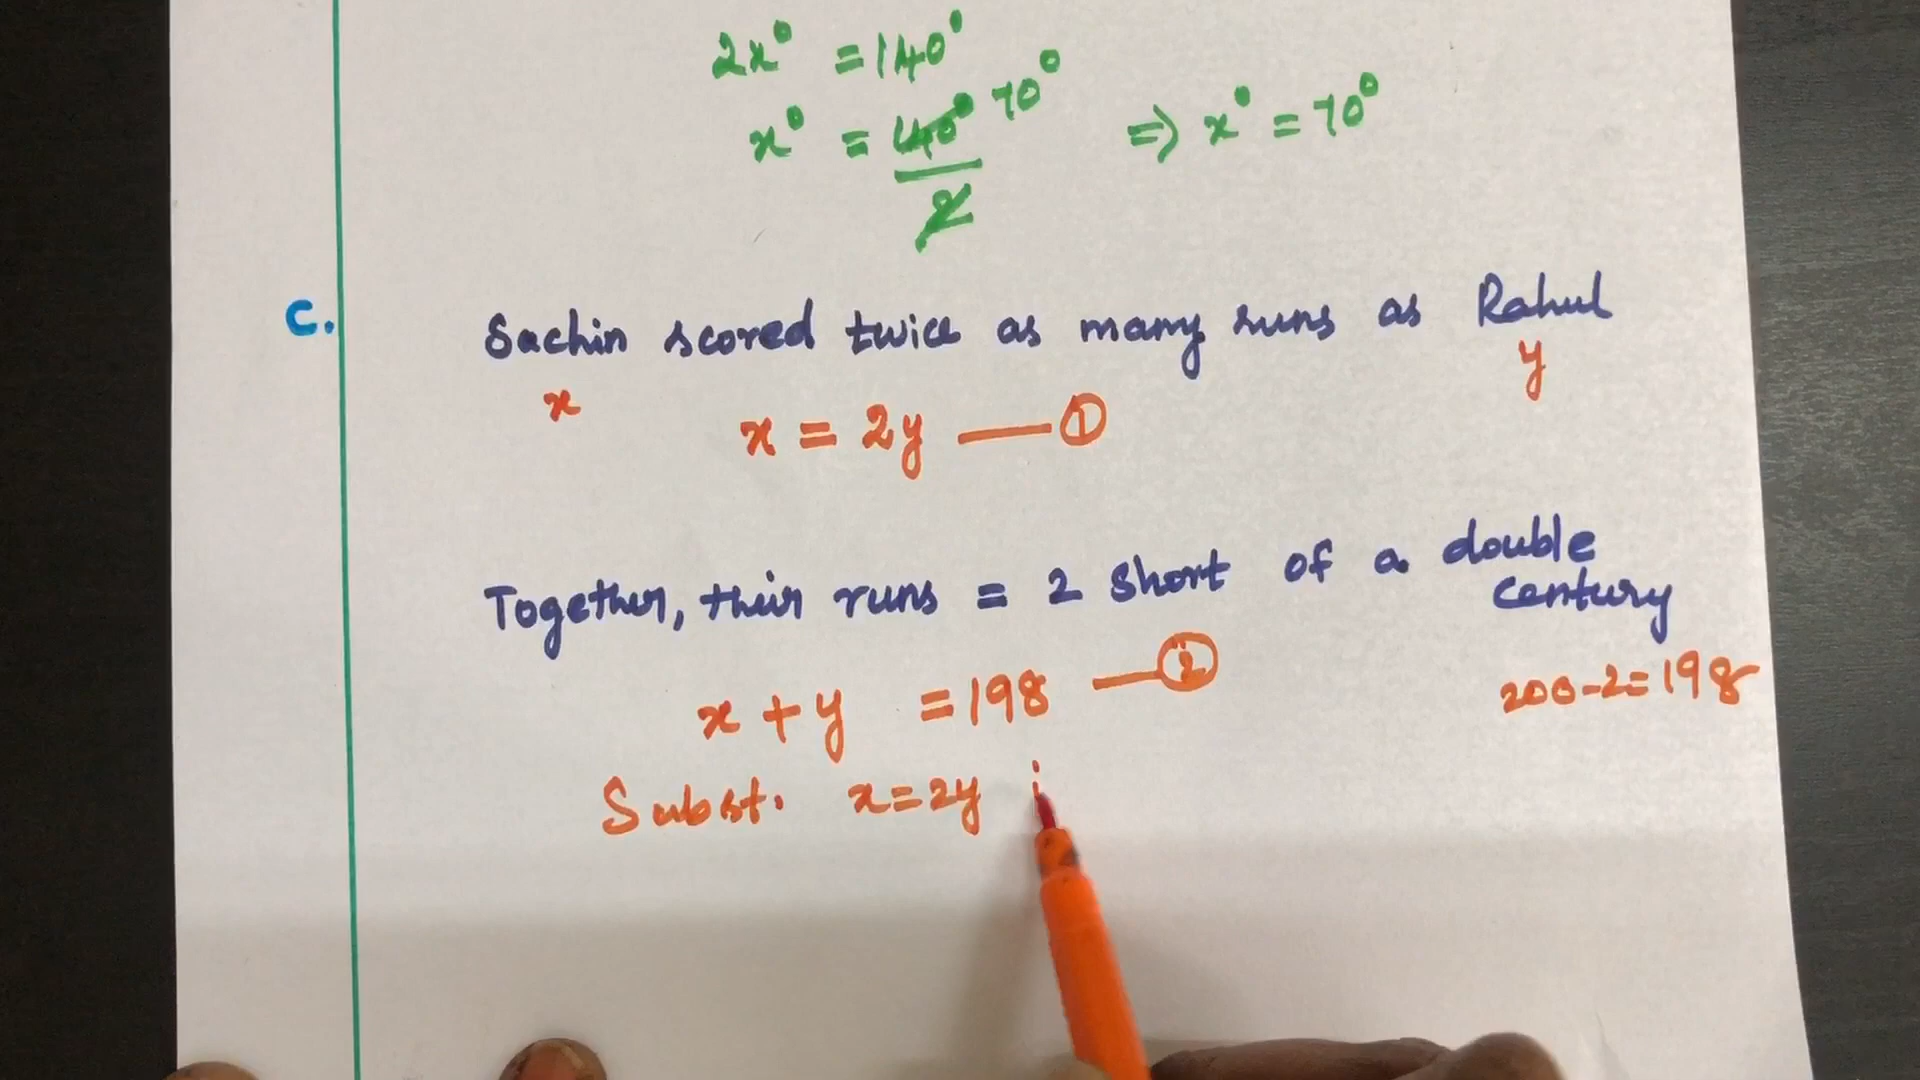 2x° = 140°
x° = 140° 70° => x° = 70°
2
C. Sachin scored twice as many runs as Rahul
x y
x = 2y — 1
Together, their runs = 2 short of a double
century
200-2=198
x + y = 198 — 2
Subst. x=2y i